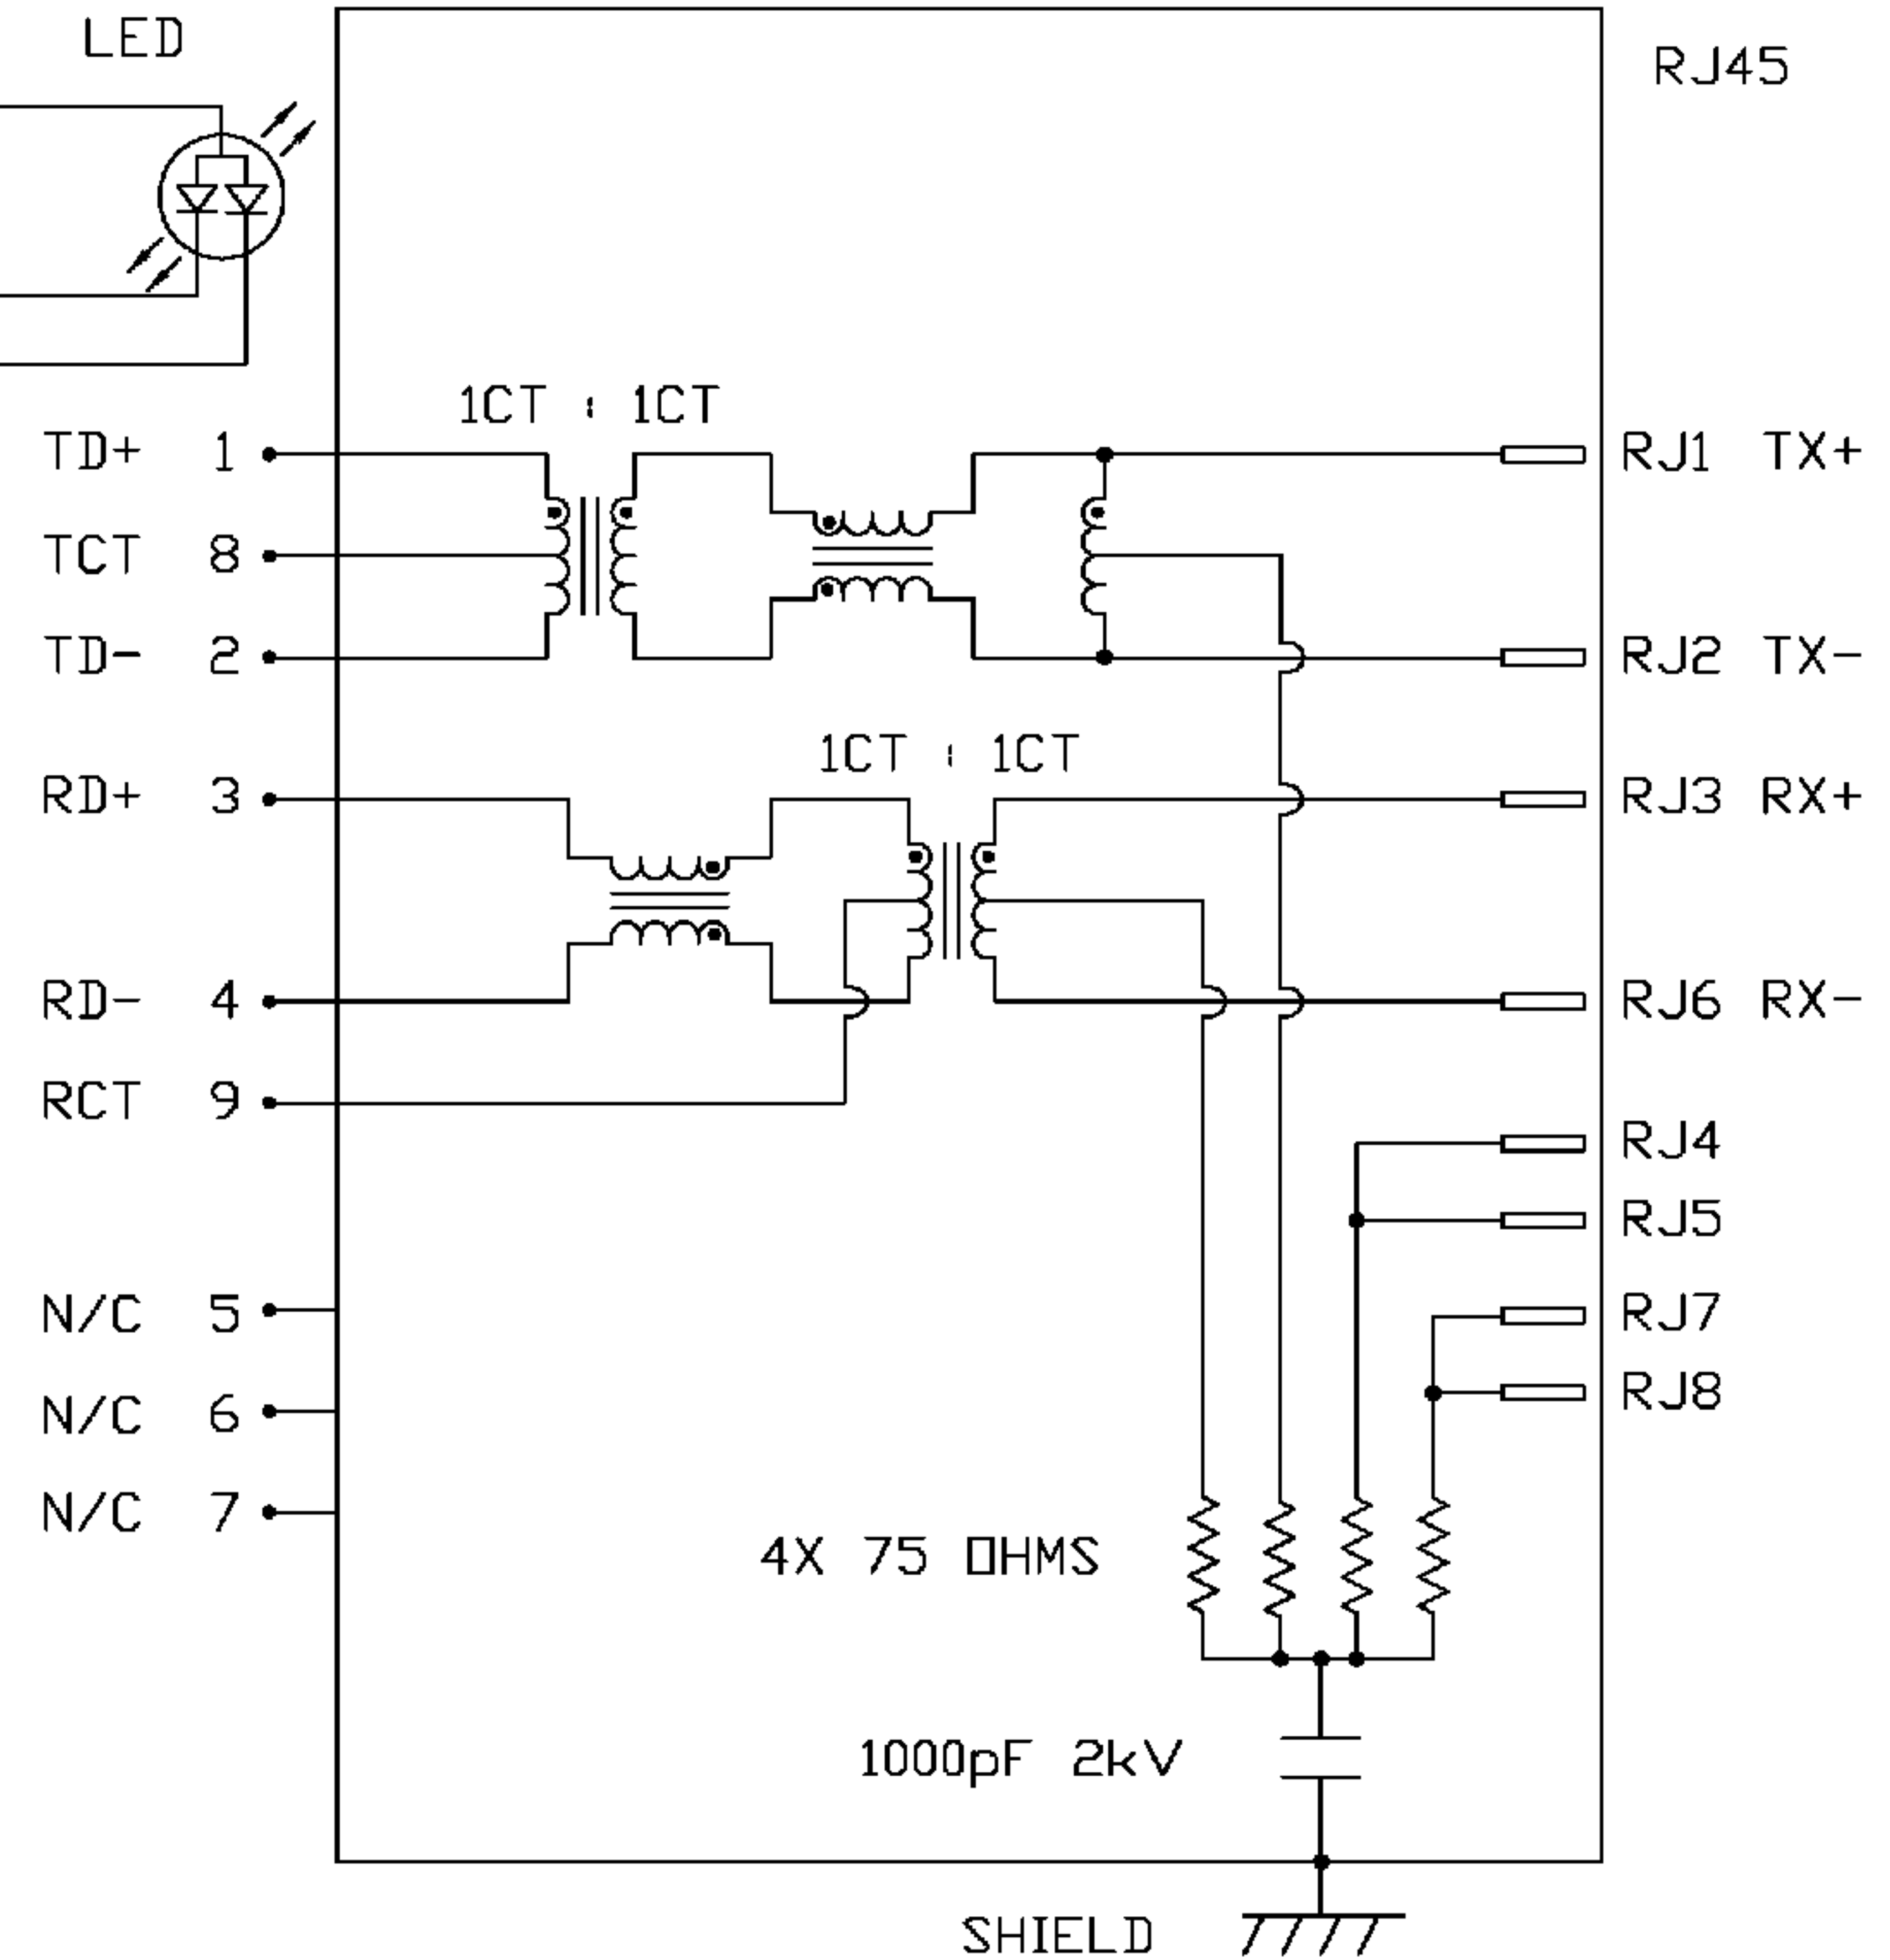 LED
RJ45
1CT : 1CT
TD+ 1
RJ1 TX+
TCT 8
TD- 2
RJ2 TX-
1CT : 1CT
RD+ 3
RJ3 RX+
RD- 4
RJ6 RX-
RCT 9
RJ4
RJ5
N/C 5
RJ7
N/C 6
RJ8
N/C 7
4X 75 OHMS
1000pF 2kV
SHIELD